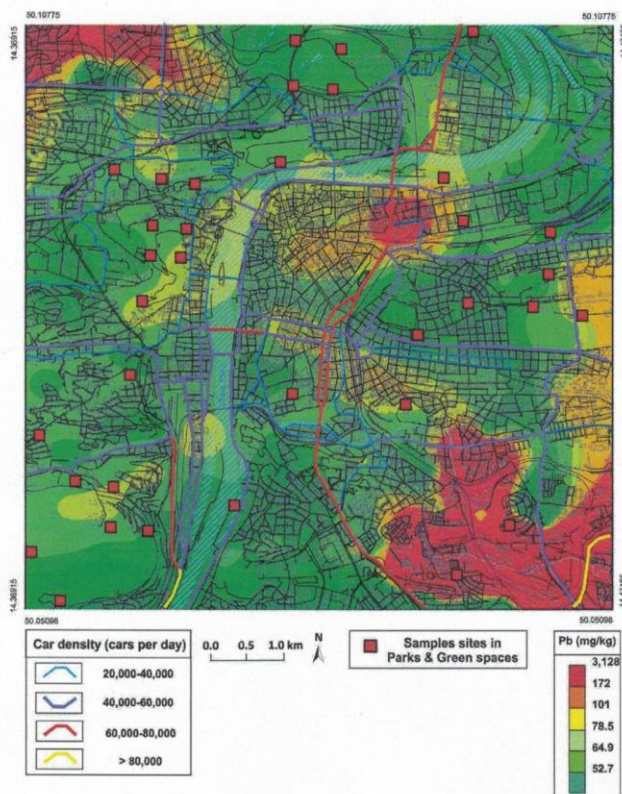 50.10775
50.10775
14.36915
14.36915
50.05096
50.05096
Car density (cars per day)
20,000-40,000
40,000-60,000
60,000-80,000
> 80,000
0.0 0.5 1.0 km
N
Samples sites in
Parks & Green spaces
Pb (mg/kg)
3,128
172
101
78.5
64.9
52.7